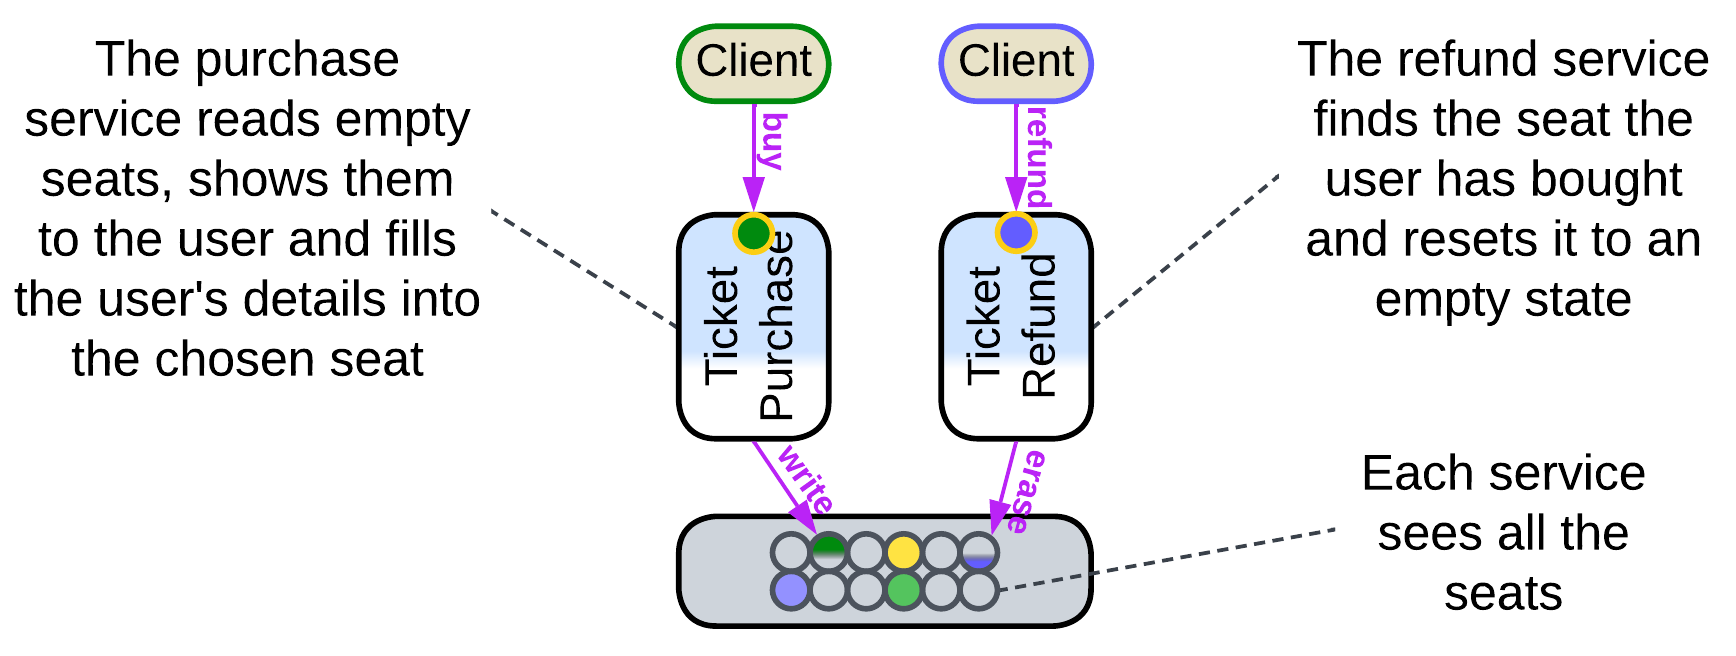 The purchase
service reads empty
seats, shows them
to the user and fills
the user's details into
the chosen seat
Client
buy
Ticket
Purchase
write
Client
refund
Ticket
Refund
erase
The refund service
finds the seat the
user has bought
and resets it to an
empty state
Each service
sees all the
seats